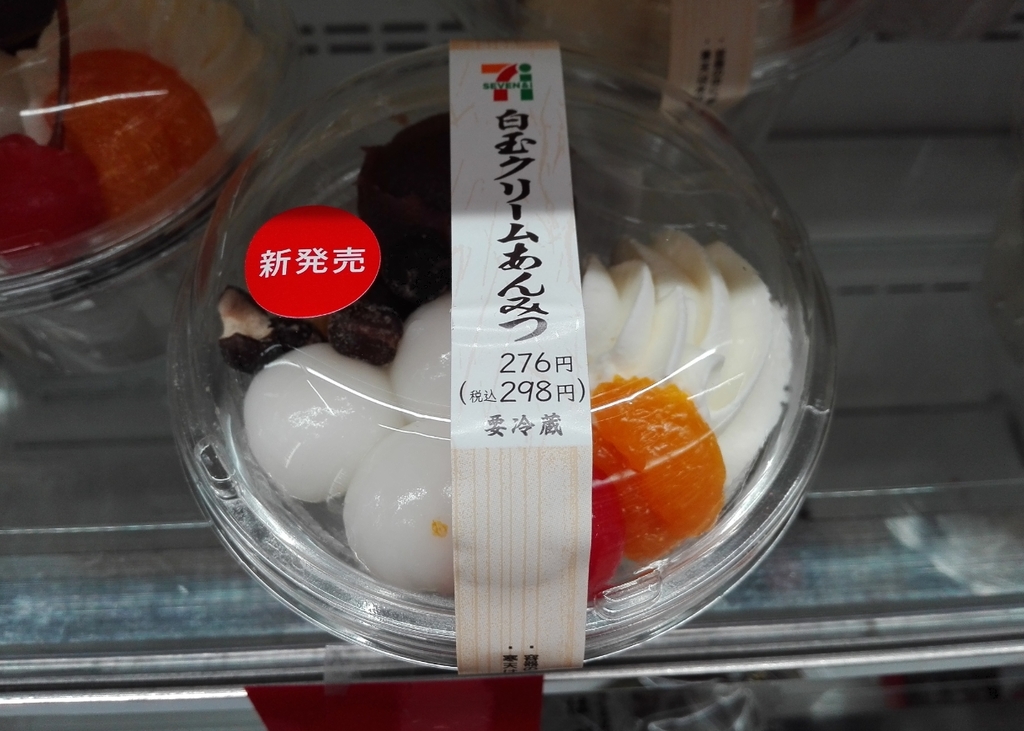 SEVEN&i
白玉クリームあんみつ
276円
(税込298円)
要冷蔵
新発売